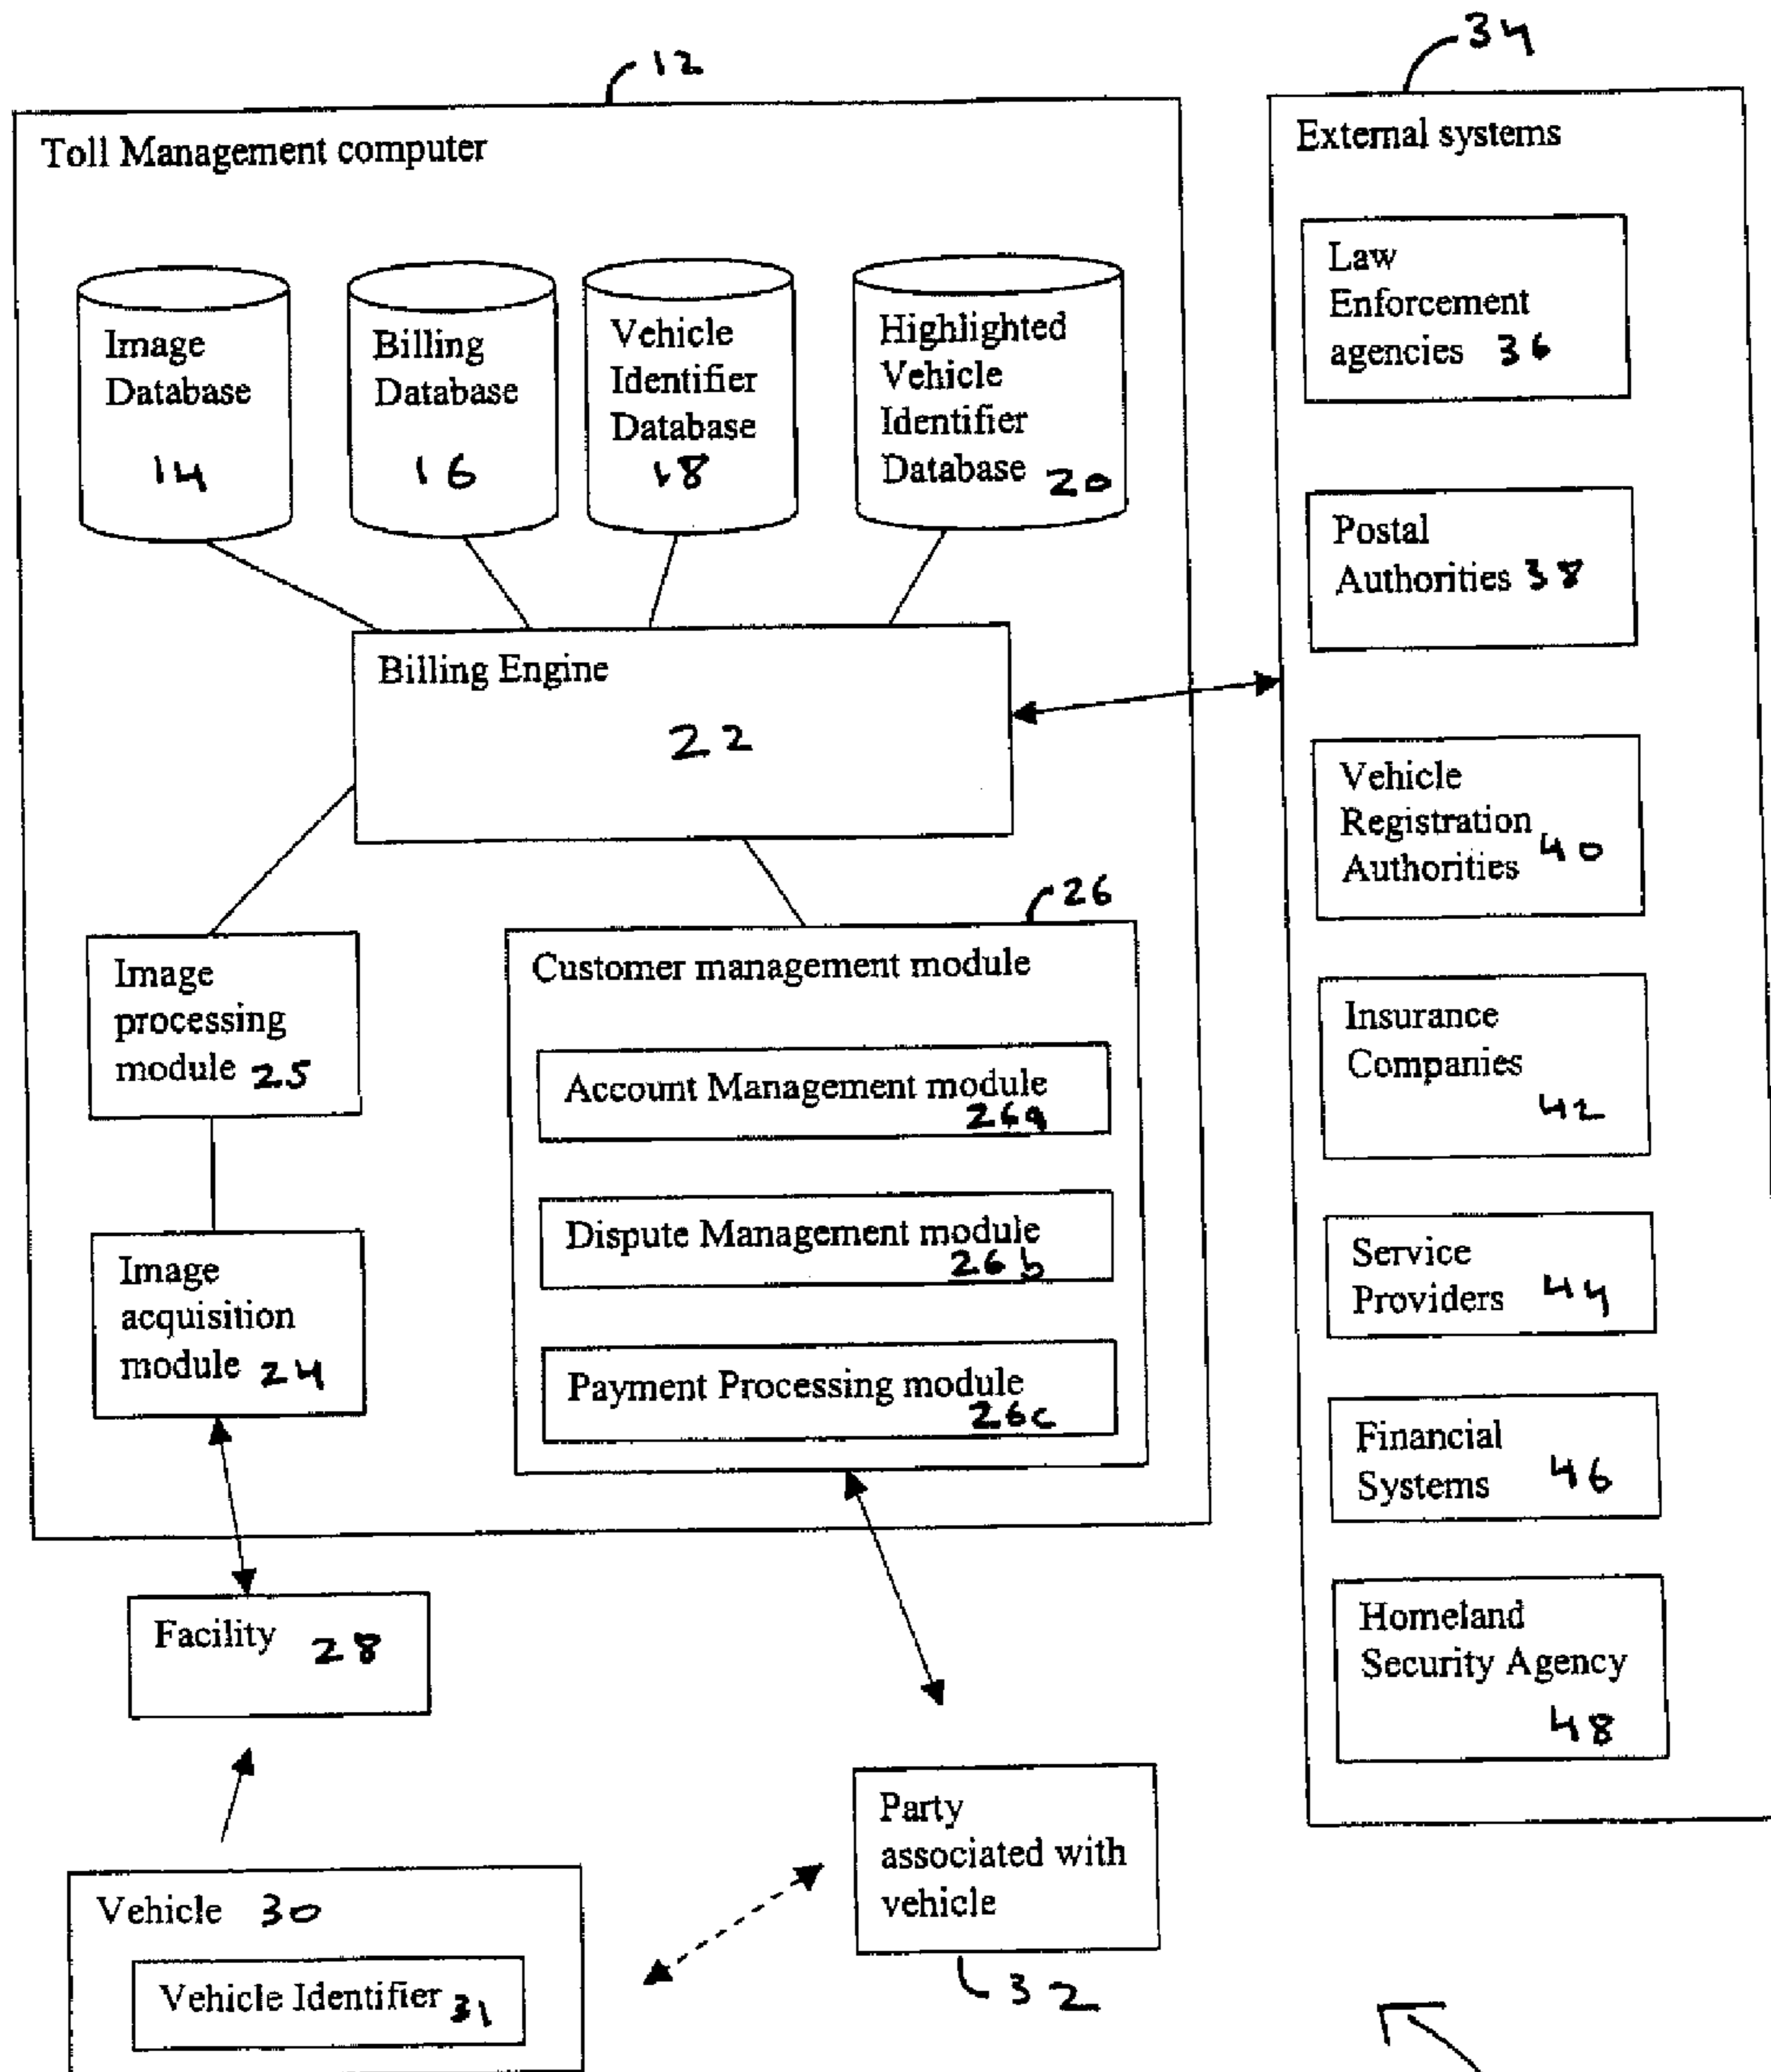 12
34
Toll Management computer
Image
Database
14
Billing
Database
16
Vehicle
Identifier
Database
18
Highlighted
Vehicle
Identifier
Database 20
Billing Engine
22
Image
processing
module 25
Image
acquisition
module 24
26
Customer management module
Account Management module
26a
Dispute Management module
26b
Payment Processing module
26c
Facility 28
Vehicle 30
Vehicle Identifier 31
Party
associated with
vehicle
32
External systems
Law
Enforcement
agencies 36
Postal
Authorities 38
Vehicle
Registration
Authorities 40
Insurance
Companies
42
Service
Providers 44
Financial
Systems 46
Homeland
Security Agency
48